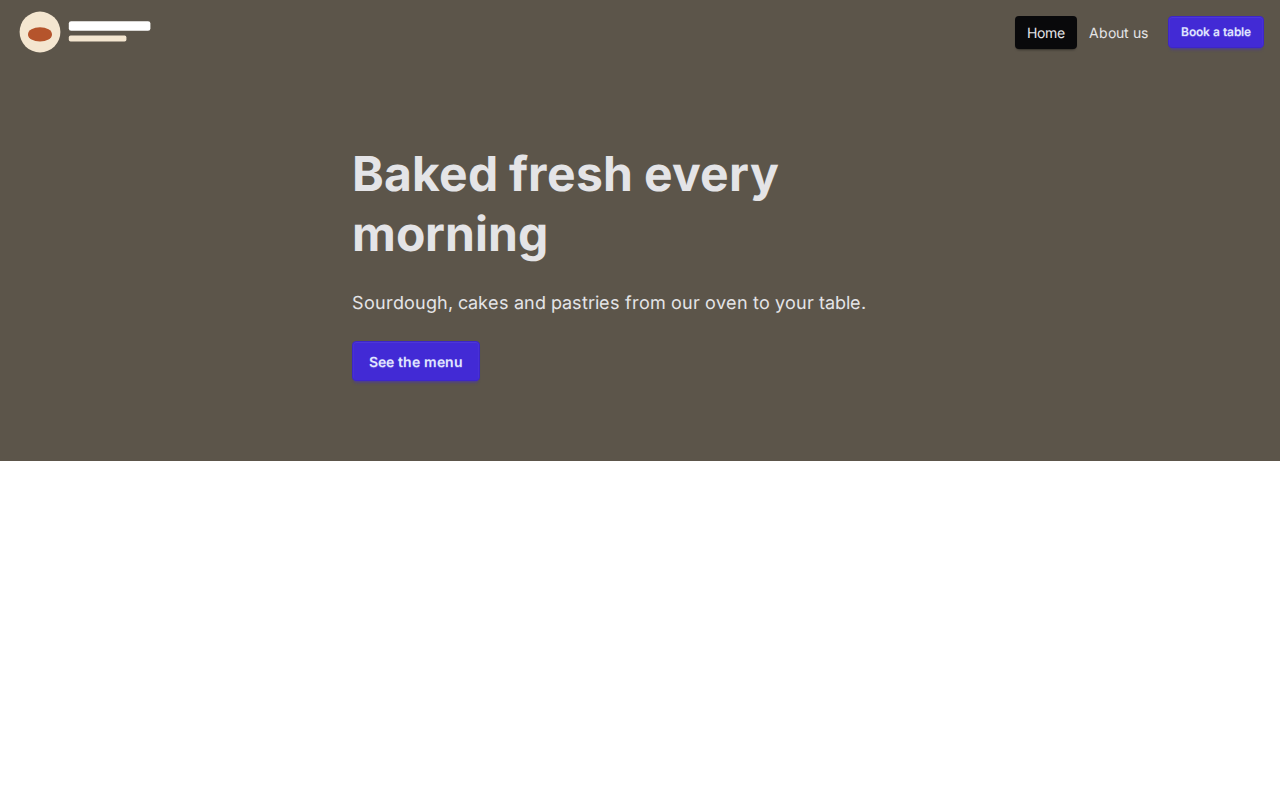 Home
About us
Book a table
Baked fresh every
morning
Sourdough, cakes and pastries from our oven to your table.
See the menu